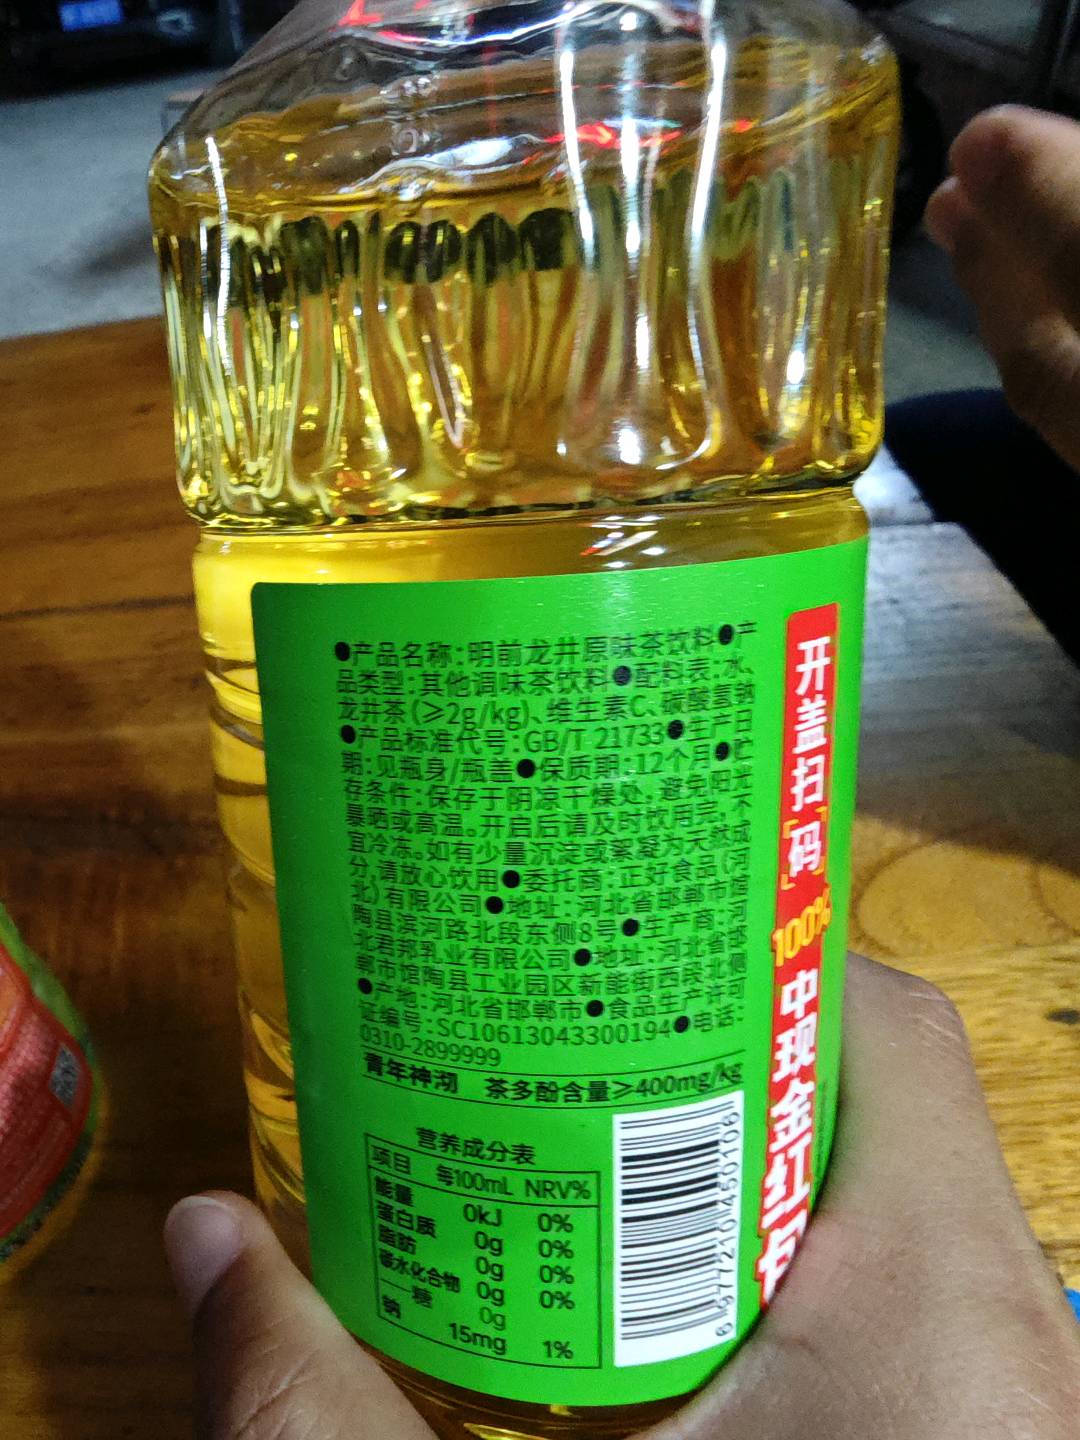 ●产品名称:明前龙井原味茶饮料●产
品类型:其他调味茶饮料●配料表:水、
龙井茶(≥2g/kg)、维生素C、碳酸氢钠
●产品标准代号:GB/T 21733●生产日
期:见瓶身/瓶盖●保质期:12个月●贮
存条件:保存于阴凉干燥处,避免阳光
暴晒或高温。开启后请及时饮用完,不
宜冷冻。如有少量沉淀或絮凝为天然成
分,请放心饮用●委托商:正好食品(河
北)有限公司●地址:河北省邯郸市馆
陶县滨河路北段东侧8号●生产商:河
北君邦乳业有限公司●地址:河北省邯
郸市馆陶县工业园区新能街西段北侧
●产地:河北省邯郸市●食品生产许可
证编号:SC10613043300194●电话:
0310-2899999
青年神湖 茶多酚含量≥400mg/kg
营养成分表
项目 每100mL NRV%
能量 0kJ 0%
蛋白质 0g 0%
脂肪 0g 0%
碳水化合物 0g 0%
—糖 0g
钠 15mg 1%
6 977210 450106
开盖扫[码]100%中现金红包